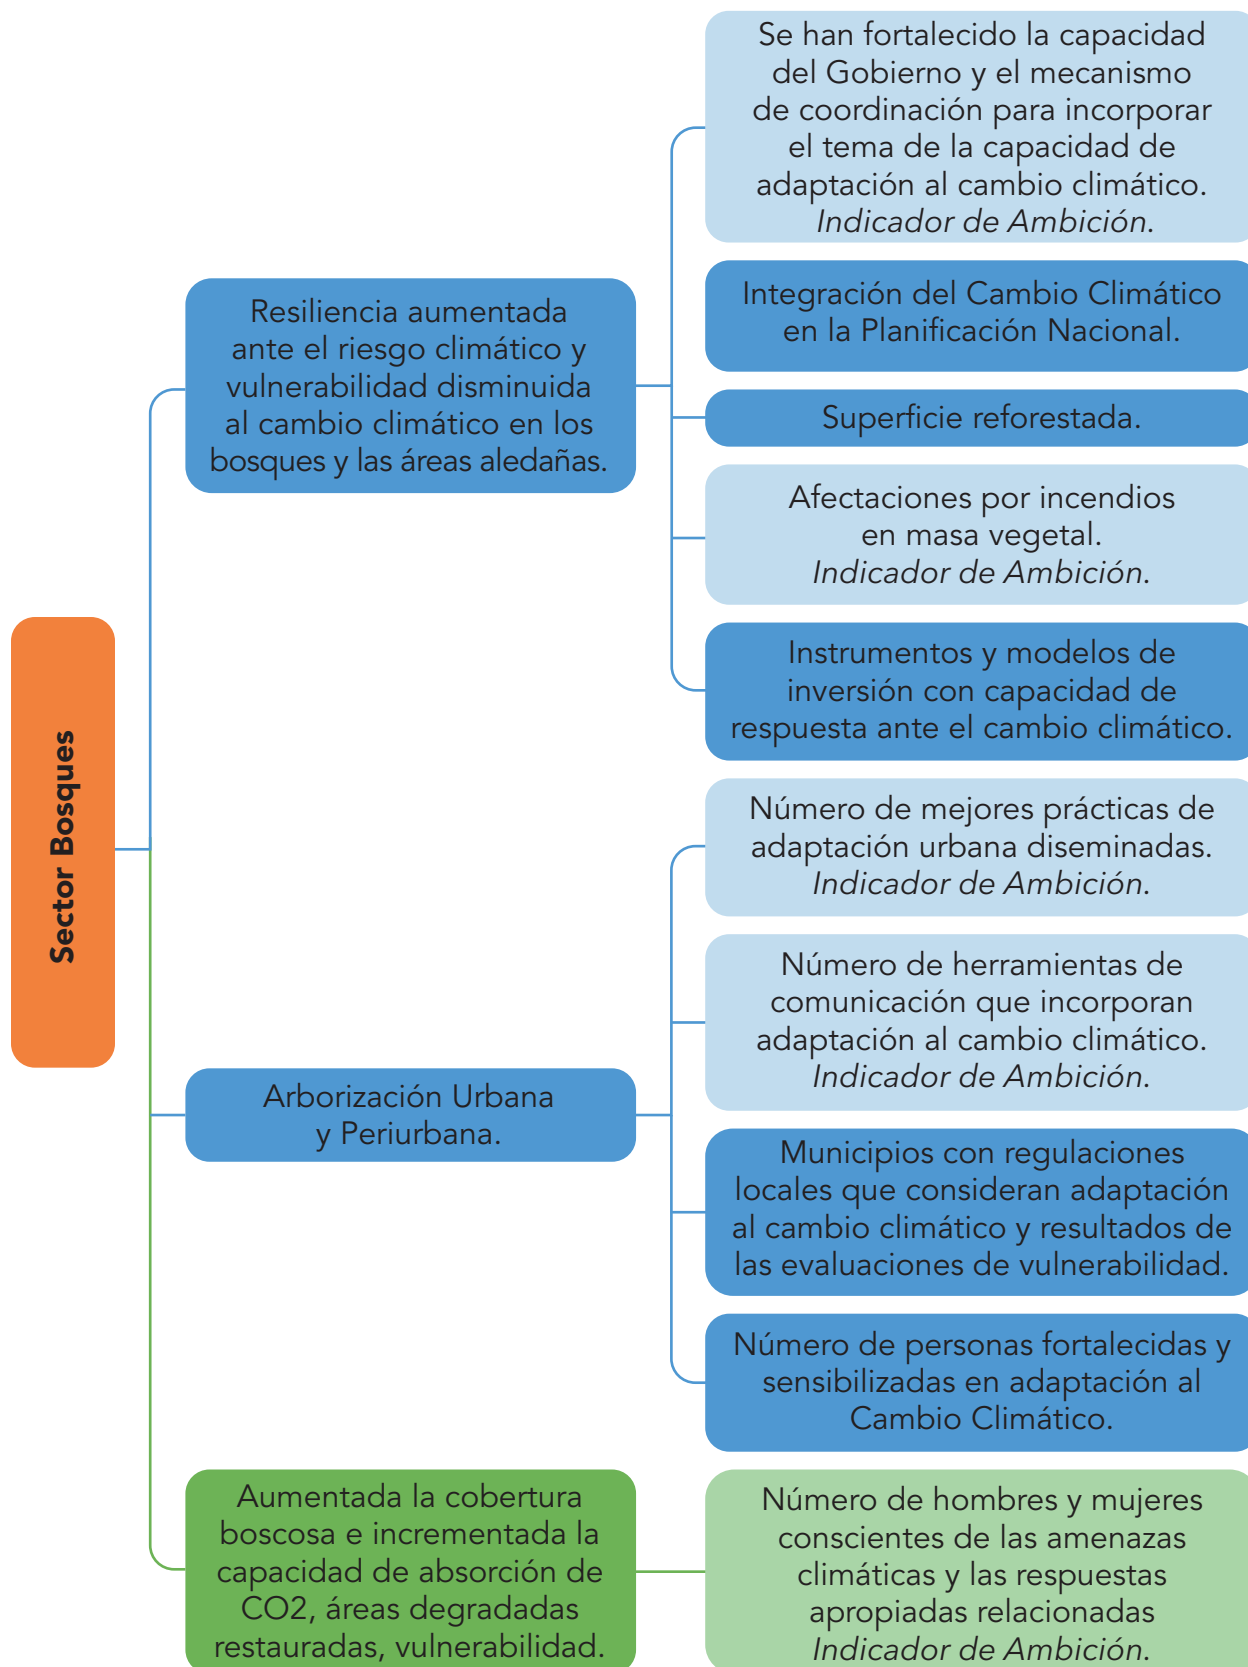 Sector Bosques
Resiliencia aumentada
ante el riesgo climático y
vulnerabilidad disminuida
al cambio climático en los
bosques y las áreas aledañas.
Se han fortalecido la capacidad
del Gobierno y el mecanismo
de coordinación para incorporar
el tema de la capacidad de
adaptación al cambio climático.
Indicador de Ambición.
Integración del Cambio Climático
en la Planificación Nacional.
Superficie reforestada.
Afectaciones por incendios
en masa vegetal.
Indicador de Ambición.
Instrumentos y modelos de
inversión con capacidad de
respuesta ante el cambio climático.
Arborización Urbana
y Periurbana.
Número de mejores prácticas de
adaptación urbana diseminadas.
Indicador de Ambición.
Número de herramientas de
comunicación que incorporan
adaptación al cambio climático.
Indicador de Ambición.
Municipios con regulaciones
locales que consideran adaptación
al cambio climático y resultados de
las evaluaciones de vulnerabilidad.
Número de personas fortalecidas y
sensibilizadas en adaptación al
Cambio Climático.
Aumentada la cobertura
boscosa e incrementada la
capacidad de absorción de
CO2, áreas degradadas
restauradas, vulnerabilidad.
Número de hombres y mujeres
conscientes de las amenazas
climáticas y las respuestas
apropiadas relacionadas
Indicador de Ambición.